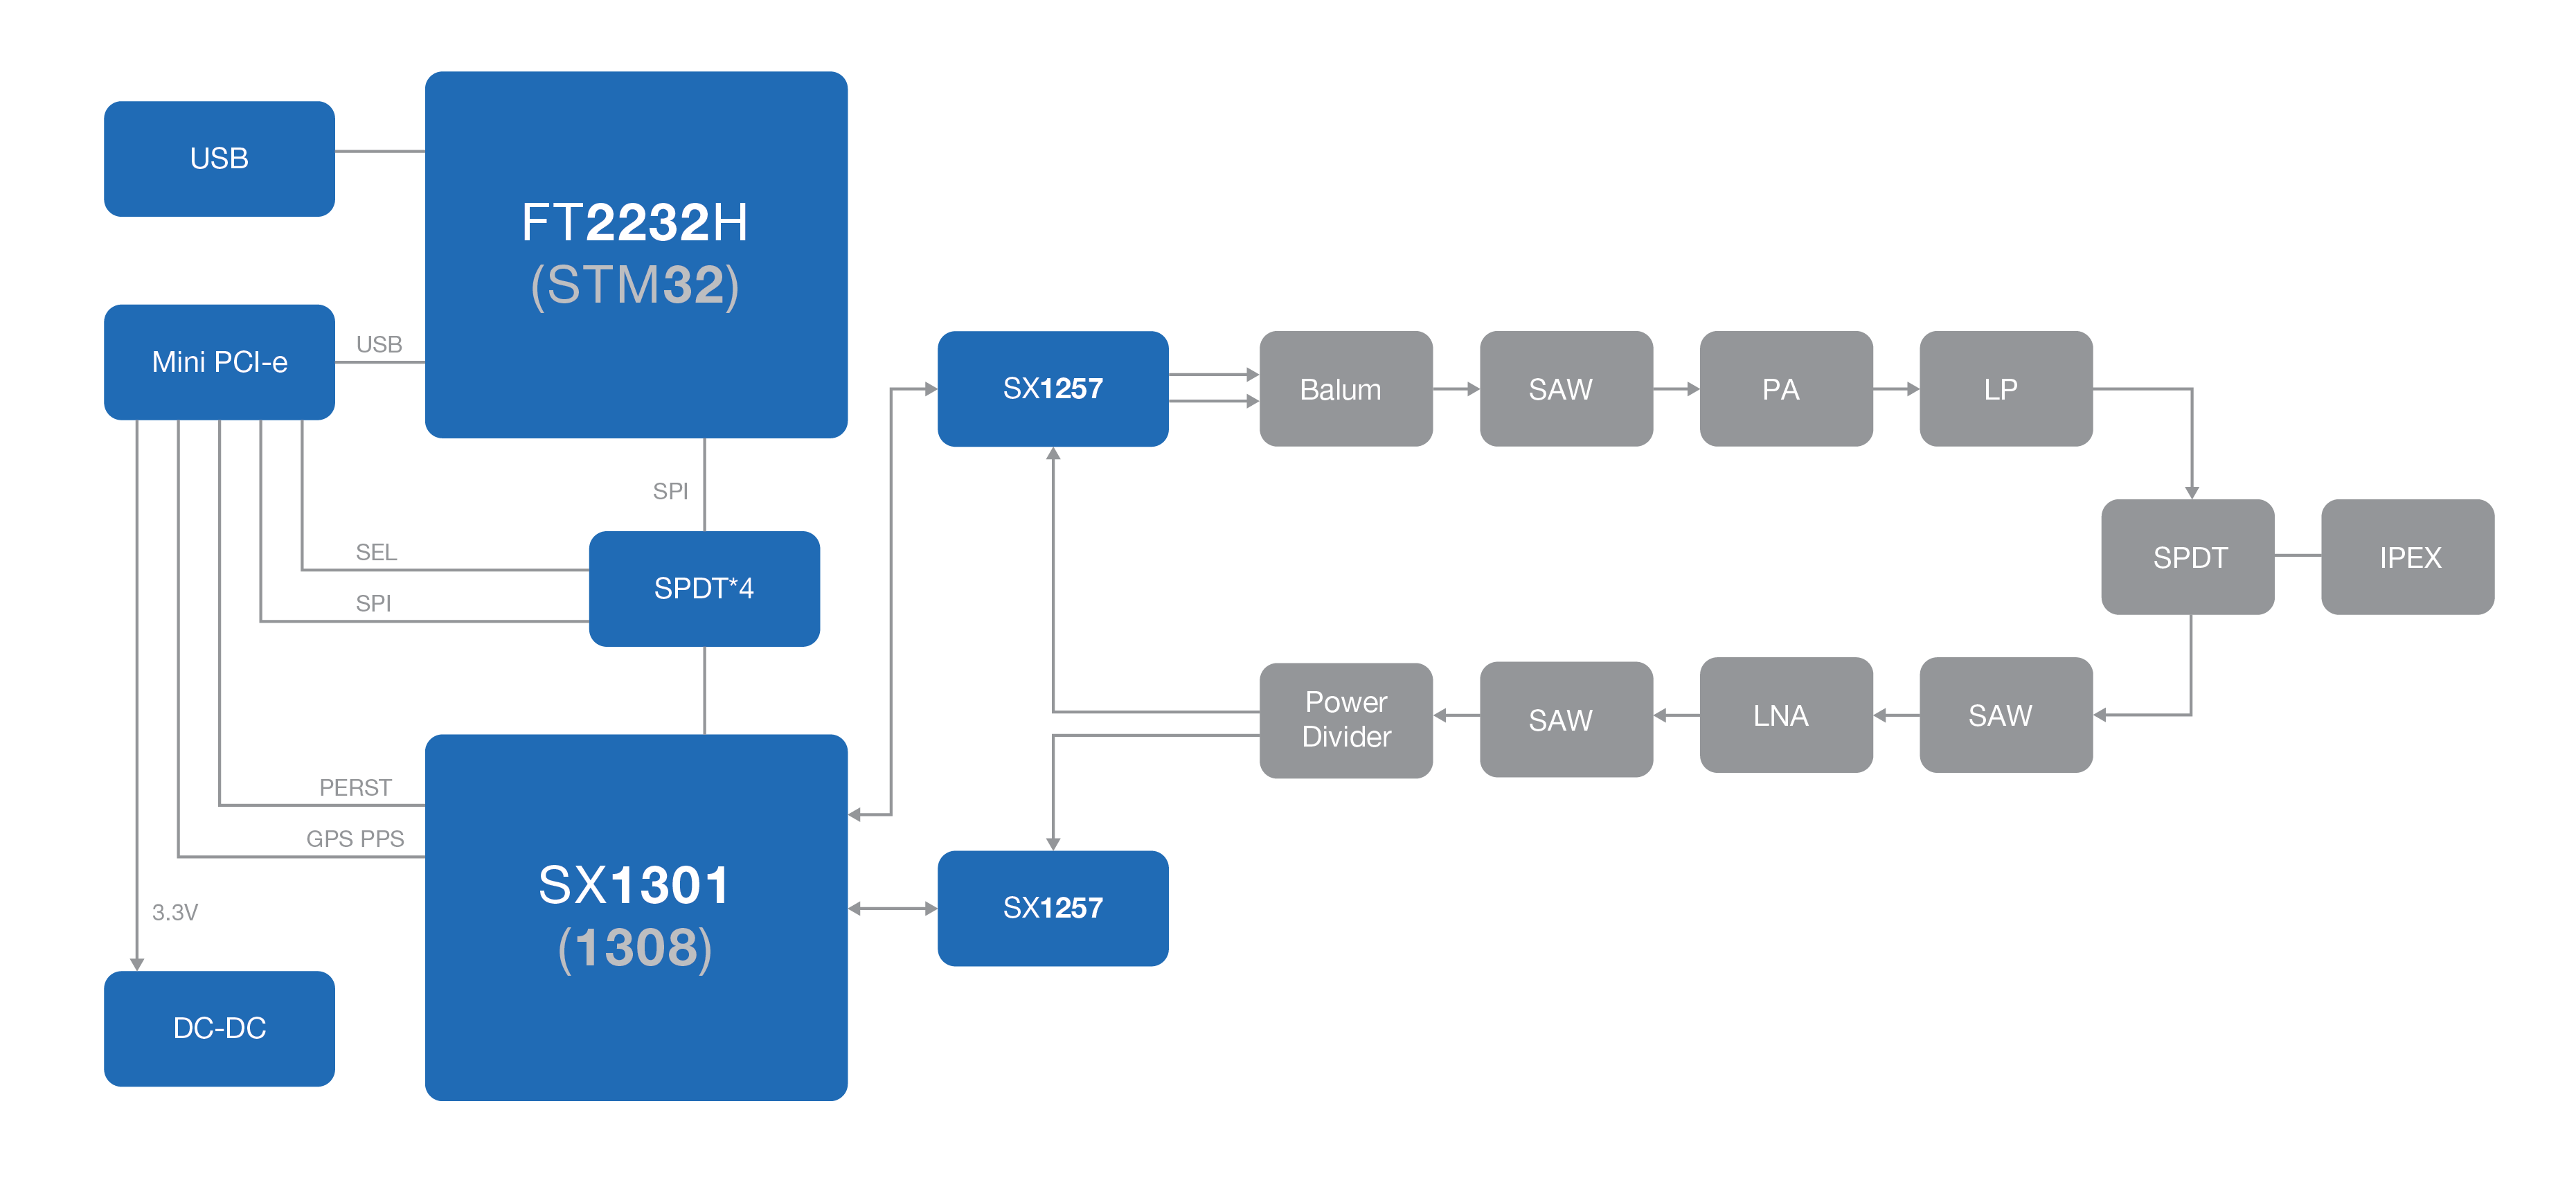 USB
FT2232H
(STM32)
Mini PCI-e
USB
SPI
SEL
SPI
SPDT*4
PERST
GPS PPS
3.3V
DC-DC
SX1301
(1308)
SX1257
Balum
SAW
PA
LP
SPDT
IPEX
Power
Divider
SAW
LNA
SAW
SX1257